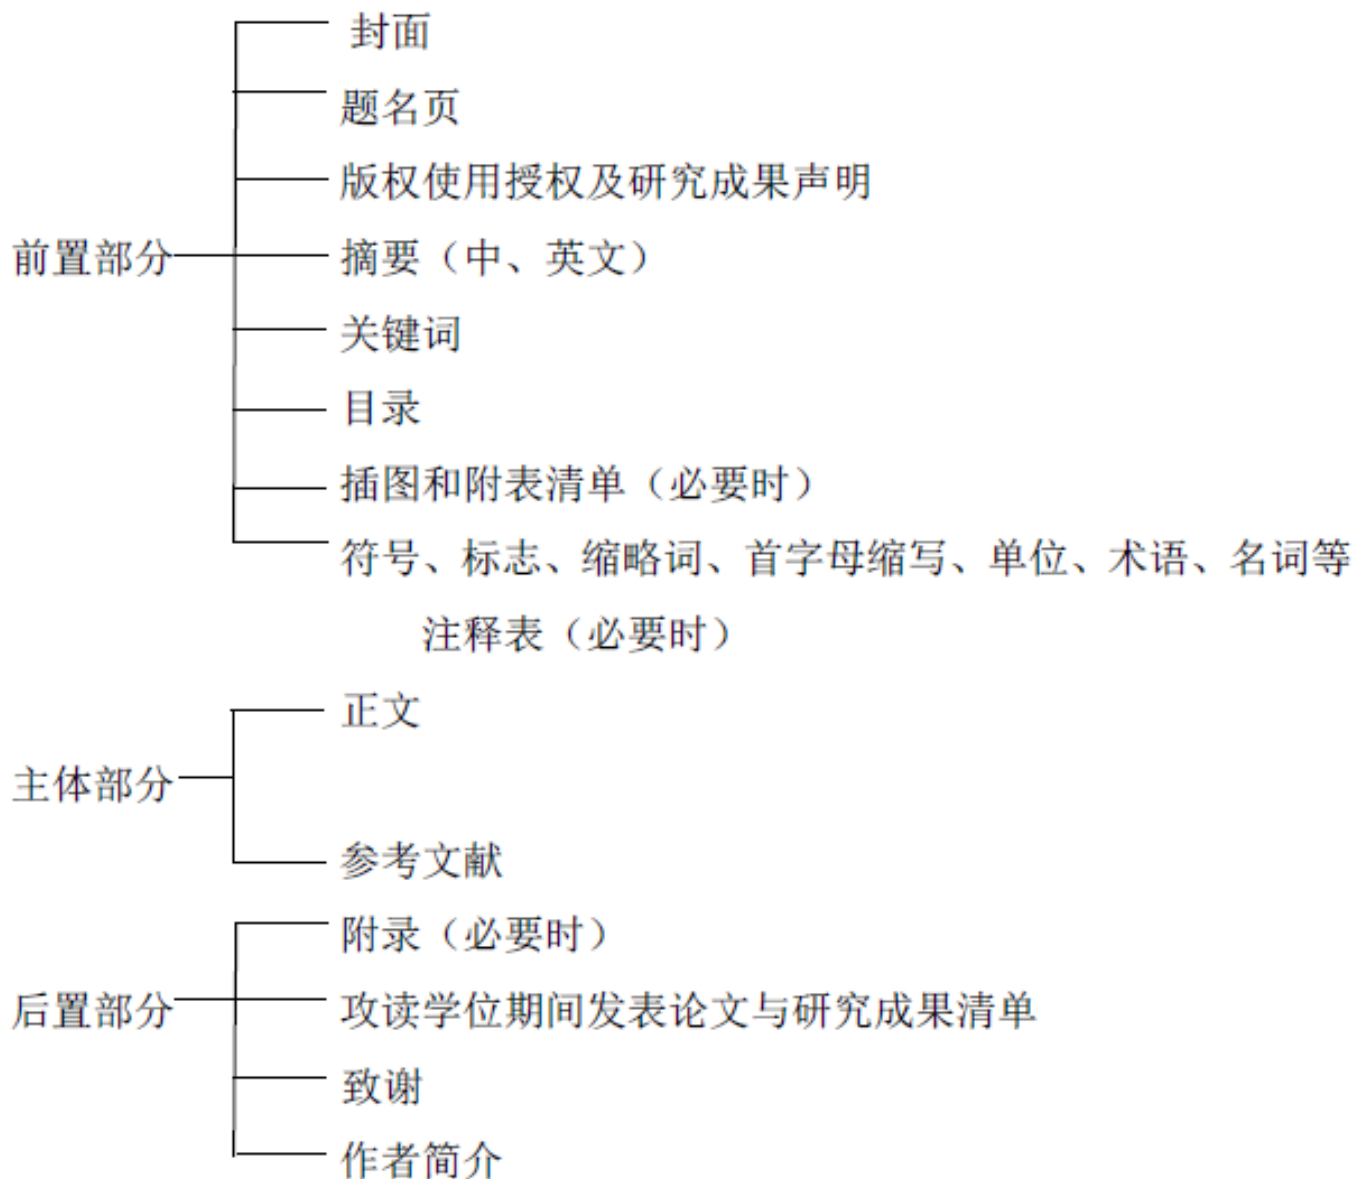 封面
题名页
版权使用授权及研究成果声明
前置部分 摘要（中、英文）
关键词
目录
插图和附表清单（必要时）
符号、标志、缩略词、首字母缩写、单位、术语、名词等
注释表（必要时）
正文
主体部分
参考文献
附录（必要时）
后置部分 攻读学位期间发表论文与研究成果清单
致谢
作者简介